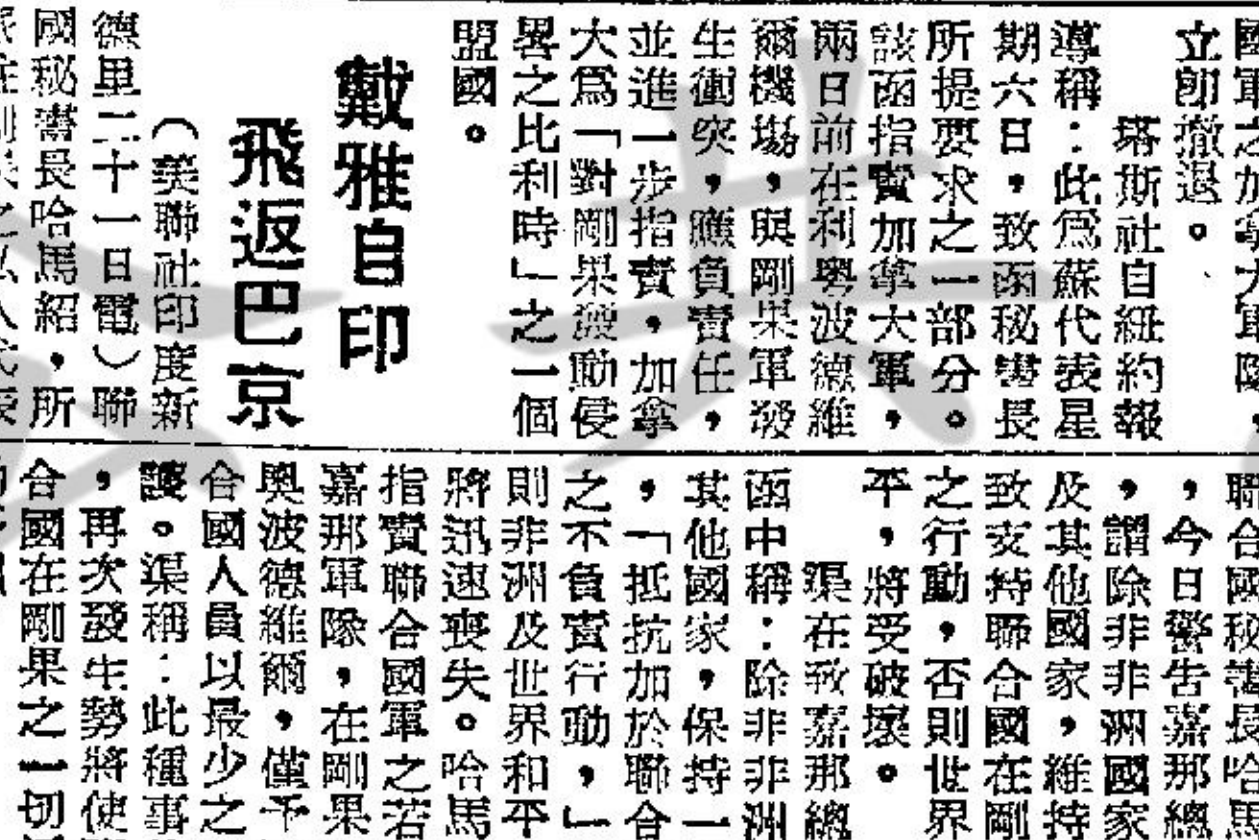 國軍之加拿大軍隊，
立卽撤退。
塔斯社自紐約報
導稱：此爲蘇代表星
期六日，致函秘書長
所提要求之一部分。
該函指責加拿大軍，
兩日前在利奧波德維
爾機塲，與剛果軍發
生衝突，應負責任，
並進一步指責，加拿
大爲「對剛果發動侵
畧之比利時」之一個
盟國。
戴雅自印
飛返巴京
（美聯社印度新
德里二十一日電）聯
國秘書長哈馬紹，所
之私人代表
聯合國秘書長哈馬
，今日警告嘉那總
，謂除非非洲國家
及其他國家，維持
致支持聯合國在剛
之行動，否則世界
平，將受破壞。
渠在致嘉那總
函中稱：除非非洲
其他國家，保持一
，「抵抗加於聯合
之不負責行動，」
則非洲及世界和平
將迅速喪失。哈馬
指責聯合國軍之若
嘉那軍隊，在剛果
奧波德維爾，僅予
合國人員以最少之
護。渠稱：此種事
，再次發生勢將使
合國在剛果之一切